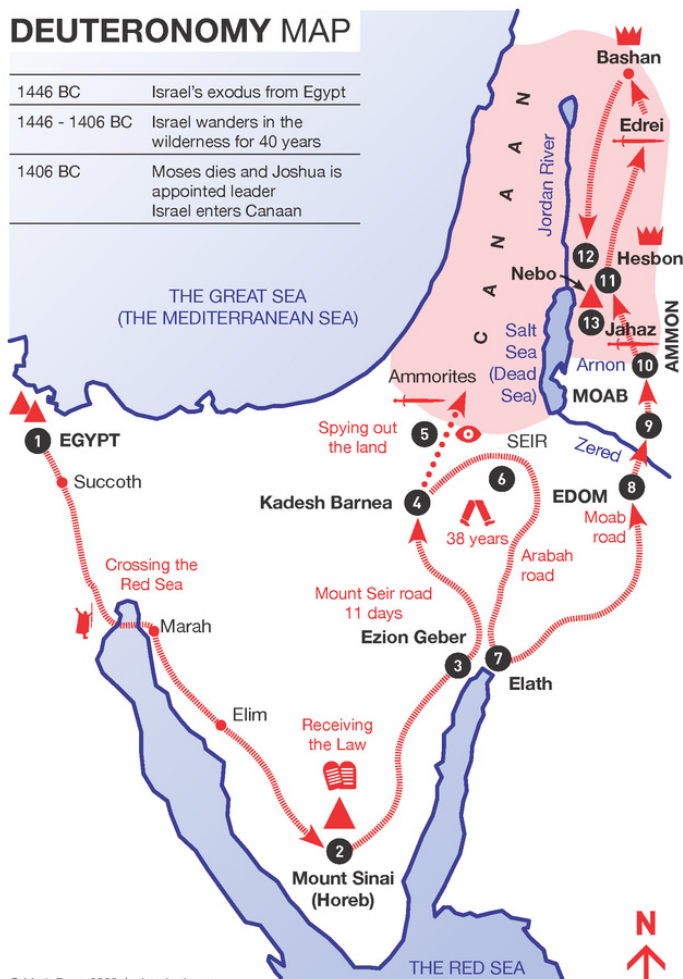 DEUTERONOMY MAP
1446 BC Israel's exodus from Egypt
1446 - 1406 BC Israel wanders in the
wilderness for 40 years
1406 BC Moses dies and Joshua is
appointed leader
Israel enters Canaan
THE GREAT SEA
(THE MEDITERRANEAN SEA)
CANAAN
Jordan River
Bashan
Edrei
12
Hesbon
11
Nebo
13
Jahaz
AMMON
Salt
Sea
(Dead
Sea)
Arnon
10
MOAB
9
Zered
Ammorites
Spying out
the land
5
SEIR
6
4
Kadesh Barnea
38 years
EDOM
8
Moab
road
Arabah
road
1
EGYPT
Succoth
Crossing the
Red Sea
Marah
Mount Seir road
11 days
Ezion Geber
3
7
Elath
Elim
Receiving
the Law
2
Mount Sinai
(Horeb)
THE RED SEA
N